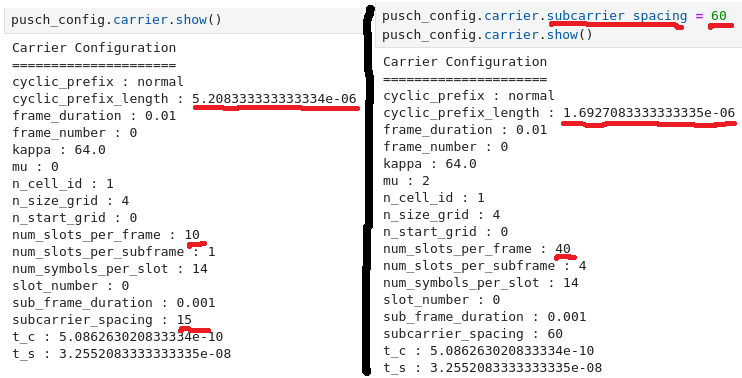 pusch_config.carrier.show()
Carrier Configuration
=====================
cyclic_prefix : normal
cyclic_prefix_length : 5.208333333333334e-06
frame_duration : 0.01
frame_number : 0
kappa : 64.0
mu : 0
n_cell_id : 1
n_size_grid : 4
n_start_grid : 0
num_slots_per_frame : 10
num_slots_per_subframe : 1
num_symbols_per_slot : 14
slot_number : 0
sub_frame_duration : 0.001
subcarrier_spacing : 15
t_c : 5.086263020833334e-10
t_s : 3.2552083333333335e-08
pusch_config.carrier.subcarrier_spacing = 60
pusch_config.carrier.show()
Carrier Configuration
=====================
cyclic_prefix : normal
cyclic_prefix_length : 1.6927083333333335e-06
frame_duration : 0.01
frame_number : 0
kappa : 64.0
mu : 2
n_cell_id : 1
n_size_grid : 4
n_start_grid : 0
num_slots_per_frame : 40
num_slots_per_subframe : 4
num_symbols_per_slot : 14
slot_number : 0
sub_frame_duration : 0.001
subcarrier_spacing : 60
t_c : 5.086263020833334e-10
t_s : 3.2552083333333335e-08